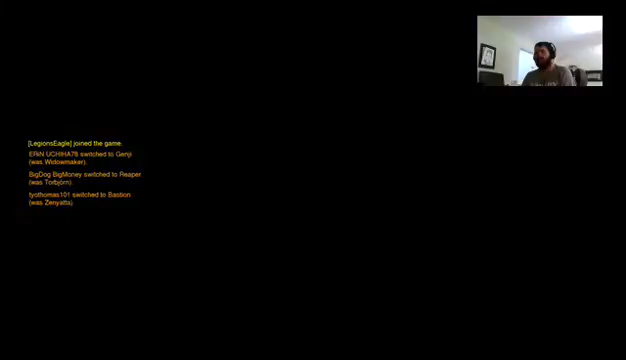 [LegionsEagle] joined the game.
ERiN UCHIHA78 switched to Genji
(was Widowmaker).
BigDog BigMoney switched to Reaper
(was Torbjörn).
tyothomas101 switched to Bastion
(was Zenyatta).